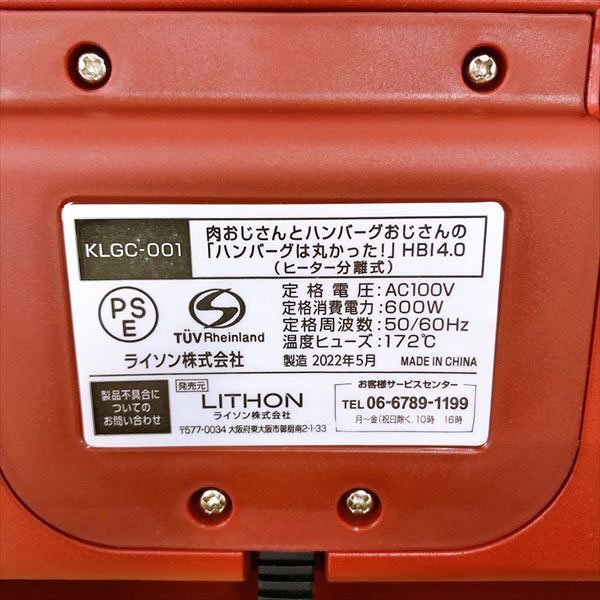 KLGC-001
肉おじさんとハンバーグおじさんの
「ハンバーグは丸かった!」HBI4.0
(ヒーター分離式)
PS
E
TÜVRheinland
ライソン株式会社
定格電圧:AC100V
定格消費電力:600W
定格周波数:50/60Hz
温度ヒューズ:172℃
製造 2022年5月 MADE IN CHINA
製品不具合に
ついての
お問い合わせ
発売元 LITHON
ライソン株式会社
〒577-0034 大阪府東大阪市御厨南2-1-33
お客様サービスセンター
TEL 06-6789-1199
月〜金(祝日除く、10時 16時)